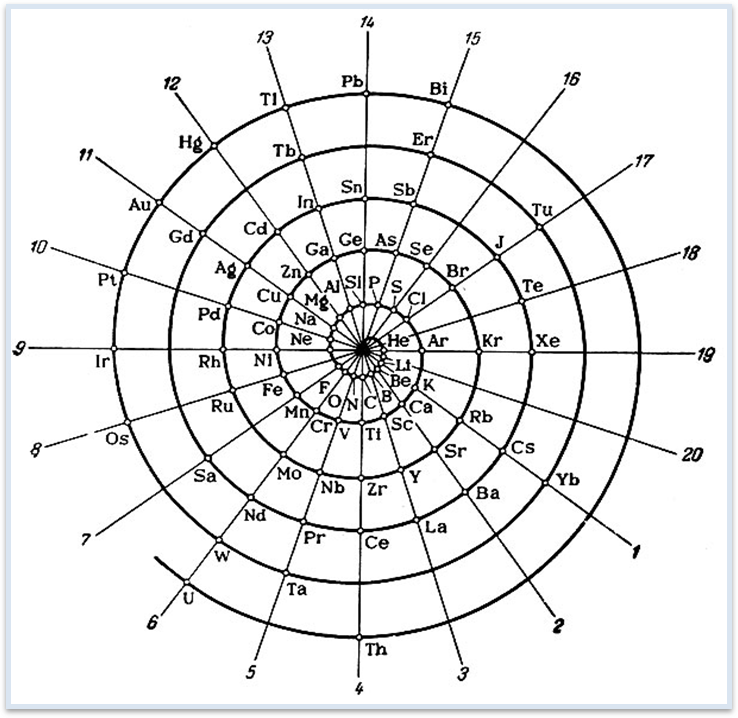 14
13
15
12
16
Pb
Tl
Bi
11
Hg
Tb
Er
17
Au
Sn
Sb
In
Tu
10
Gd
Cd
J
18
Ga
Ge
As
Se
Pt
Ag
Zn
Br
Te
Pd
Cu
Al
Si
P
S
Cl
Mg
Co
Na
9
Ir
Rh
Ni
Ne
He
Ar
Kr
Xe
19
Li
Be
K
Fe
F
O
N
C
B
Ca
Ru
Mn
Cr
V
Ti
Sc
Rb
8
Os
Sr
Cs
20
Sa
Mo
Nb
Zr
Y
Ba
Yb
7
Nd
Pr
Ce
La
1
W
Ta
U
6
2
Th
5
4
3